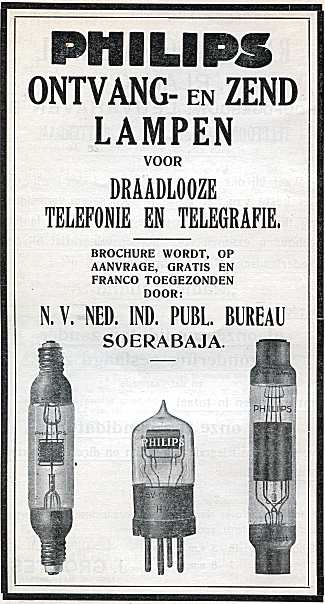 PHILIPS
ONTVANG- EN ZEND
LAMPEN
VOOR
DRAADLOOZE
TELEFONIE EN TELEGRAFIE.
BROCHURE WORDT, OP
AANVRAGE, GRATIS EN
FRANCO TOEGEZONDEN
DOOR:
N. V. NED. IND. PUBL. BUREAU
SOERABAJA.
PHILIPS
PHILIPS